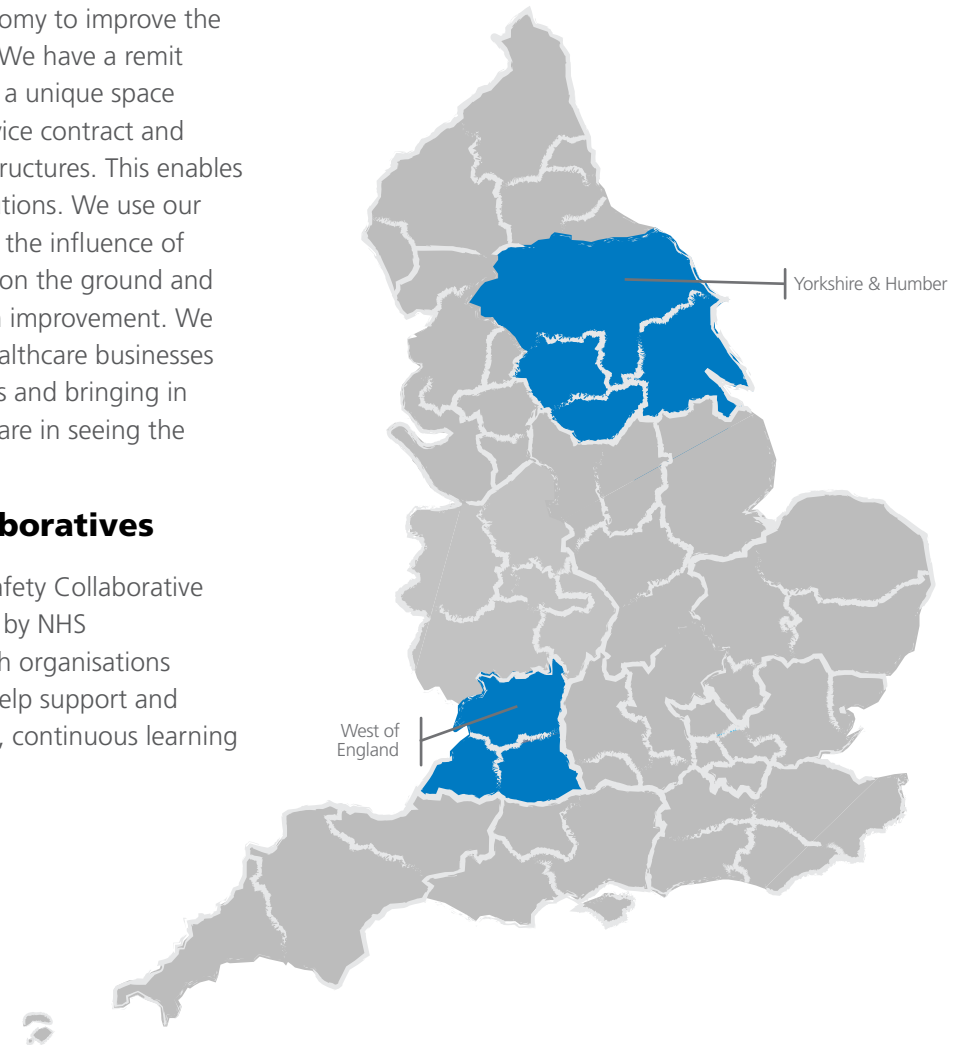 omy to improve the
We have a remit
a unique space
vice contract and
tructures. This enables
tions. We use our
the influence of
on the ground and
improvement. We
althcare businesses
s and bringing in
are in seeing the
boratives
afety Collaborative
by NHS
h organisations
elp support and
, continuous learning
Yorkshire & Humber
West of
England